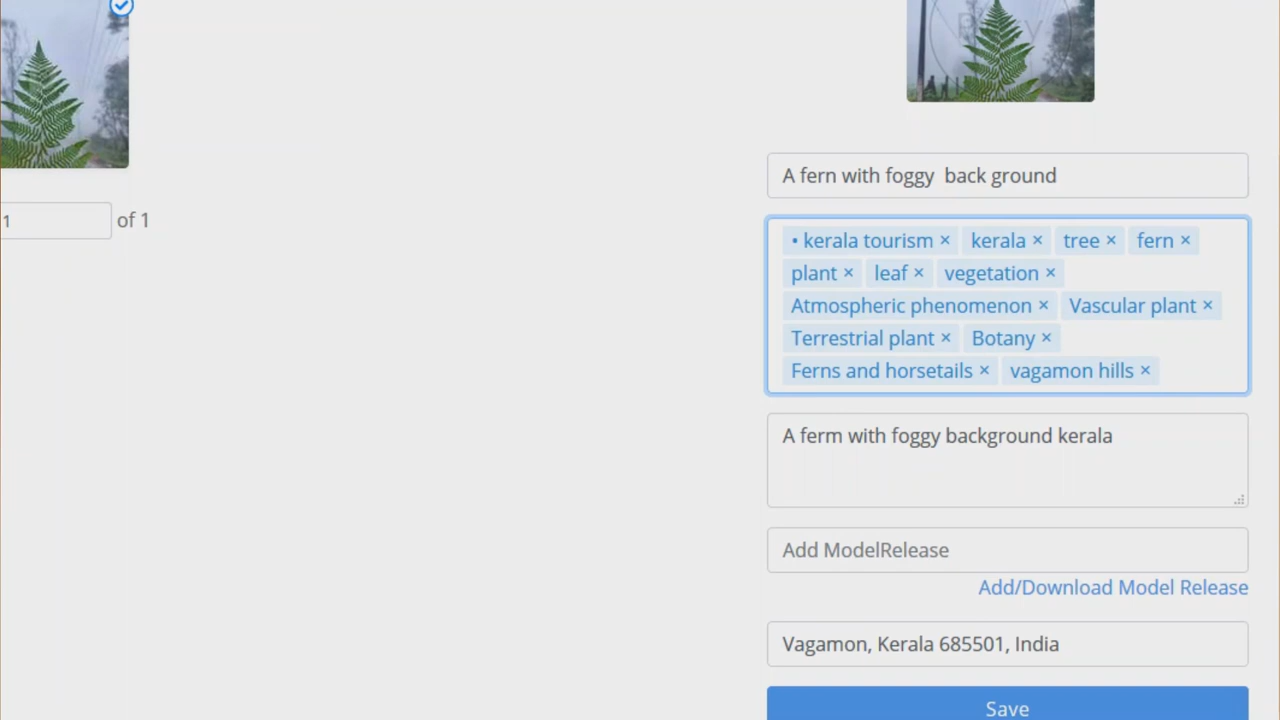 1 of 1
A fern with foggy  back ground
• kerala tourism × kerala × tree × fern ×
plant × leaf × vegetation ×
Atmospheric phenomenon × Vascular plant ×
Terrestrial plant × Botany ×
Ferns and horsetails × vagamon hills ×
A ferm with foggy background kerala
Add ModelRelease
Add/Download Model Release
Vagamon, Kerala 685501, India
Save